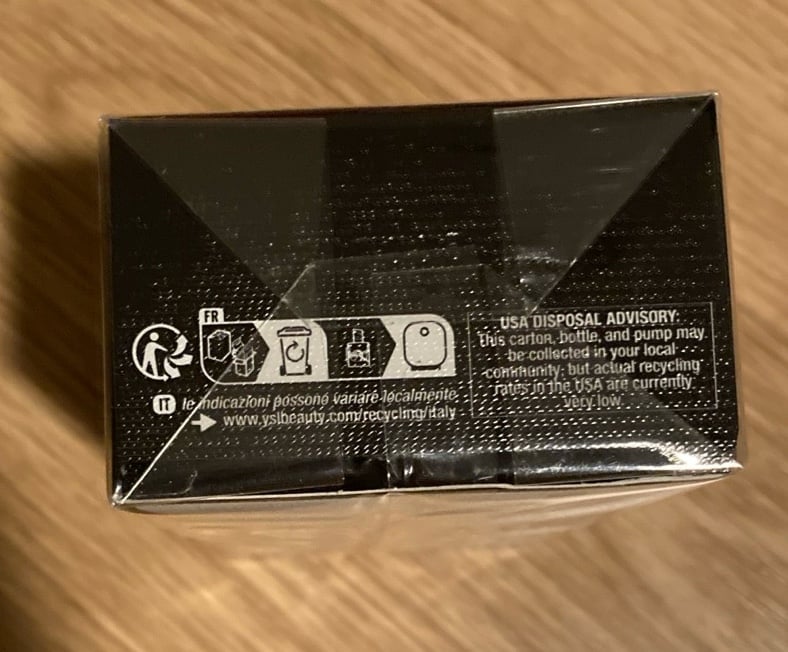 FR
IT le indicazioni possono variare localmente
www.yslbeauty.com/recycling/italy
USA DISPOSAL ADVISORY:
This carton, bottle, and pump may
be collected in your local
community, but actual recycling
rates in the USA are currently
very low.